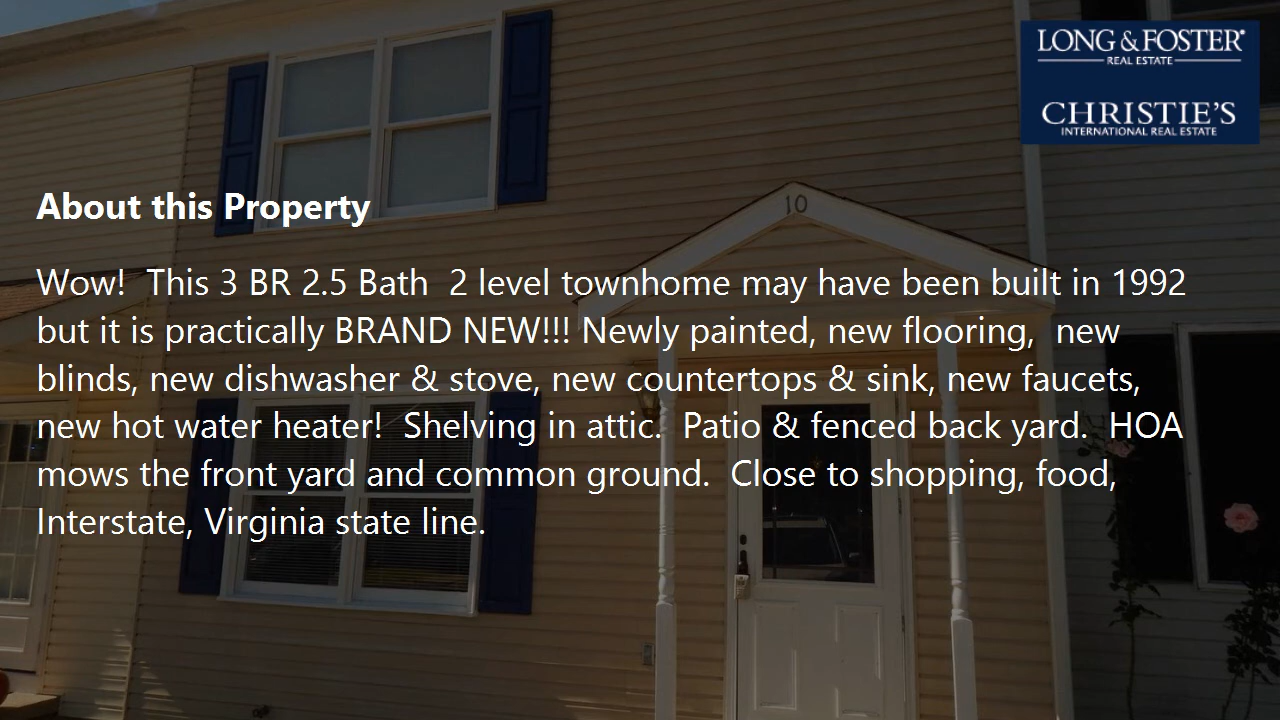 LONG & FOSTER®
REAL ESTATE
CHRISTIE'S
INTERNATIONAL REAL ESTATE
About this Property
10
Wow!  This 3 BR 2.5 Bath  2 level townhome may have been built in 1992
but it is practically BRAND NEW!!! Newly painted, new flooring,  new
blinds, new dishwasher & stove, new countertops & sink, new faucets,
new hot water heater!  Shelving in attic.  Patio & fenced back yard.  HOA
mows the front yard and common ground.  Close to shopping, food,
Interstate, Virginia state line.